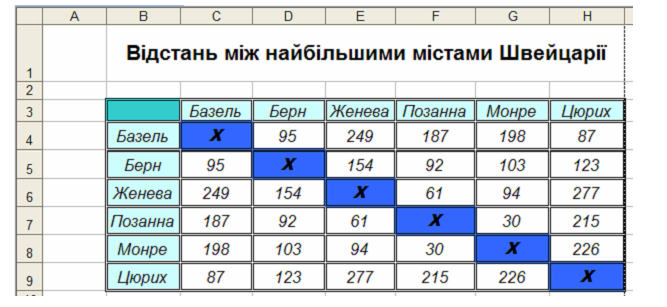 A B C D E F G H
1 Відстань між найбільшими містами Швейцарії
2
3 Базель Берн Женева Позанна Монре Цюрих
4 Базель X 95 249 187 198 87
5 Берн 95 X 154 92 103 123
6 Женева 249 154 X 61 94 277
7 Позанна 187 92 61 X 30 215
8 Монре 198 103 94 30 X 226
9 Цюрих 87 123 277 215 226 X